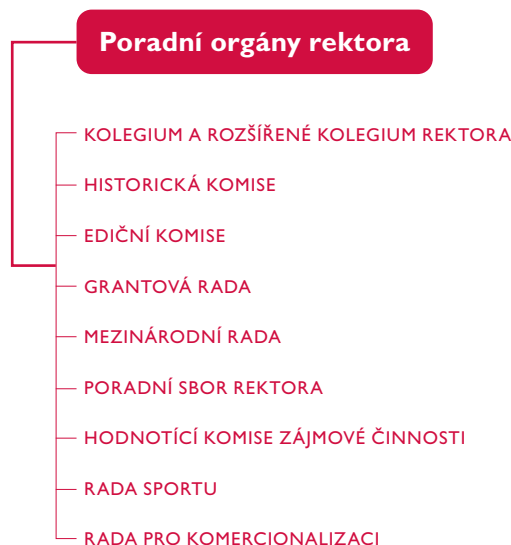 Poradní orgány rektora
KOLEGIUM A ROZŠÍŘENÉ KOLEGIUM REKTORA
HISTORICKÁ KOMISE
EDIČNÍ KOMISE
GRANTOVÁ RADA
MEZINÁRODNÍ RADA
PORADNÍ SBOR REKTORA
HODNOTÍCÍ KOMISE ZÁJMOVÉ ČINNOSTI
RADA SPORTU
RADA PRO KOMERCIONALIZACI